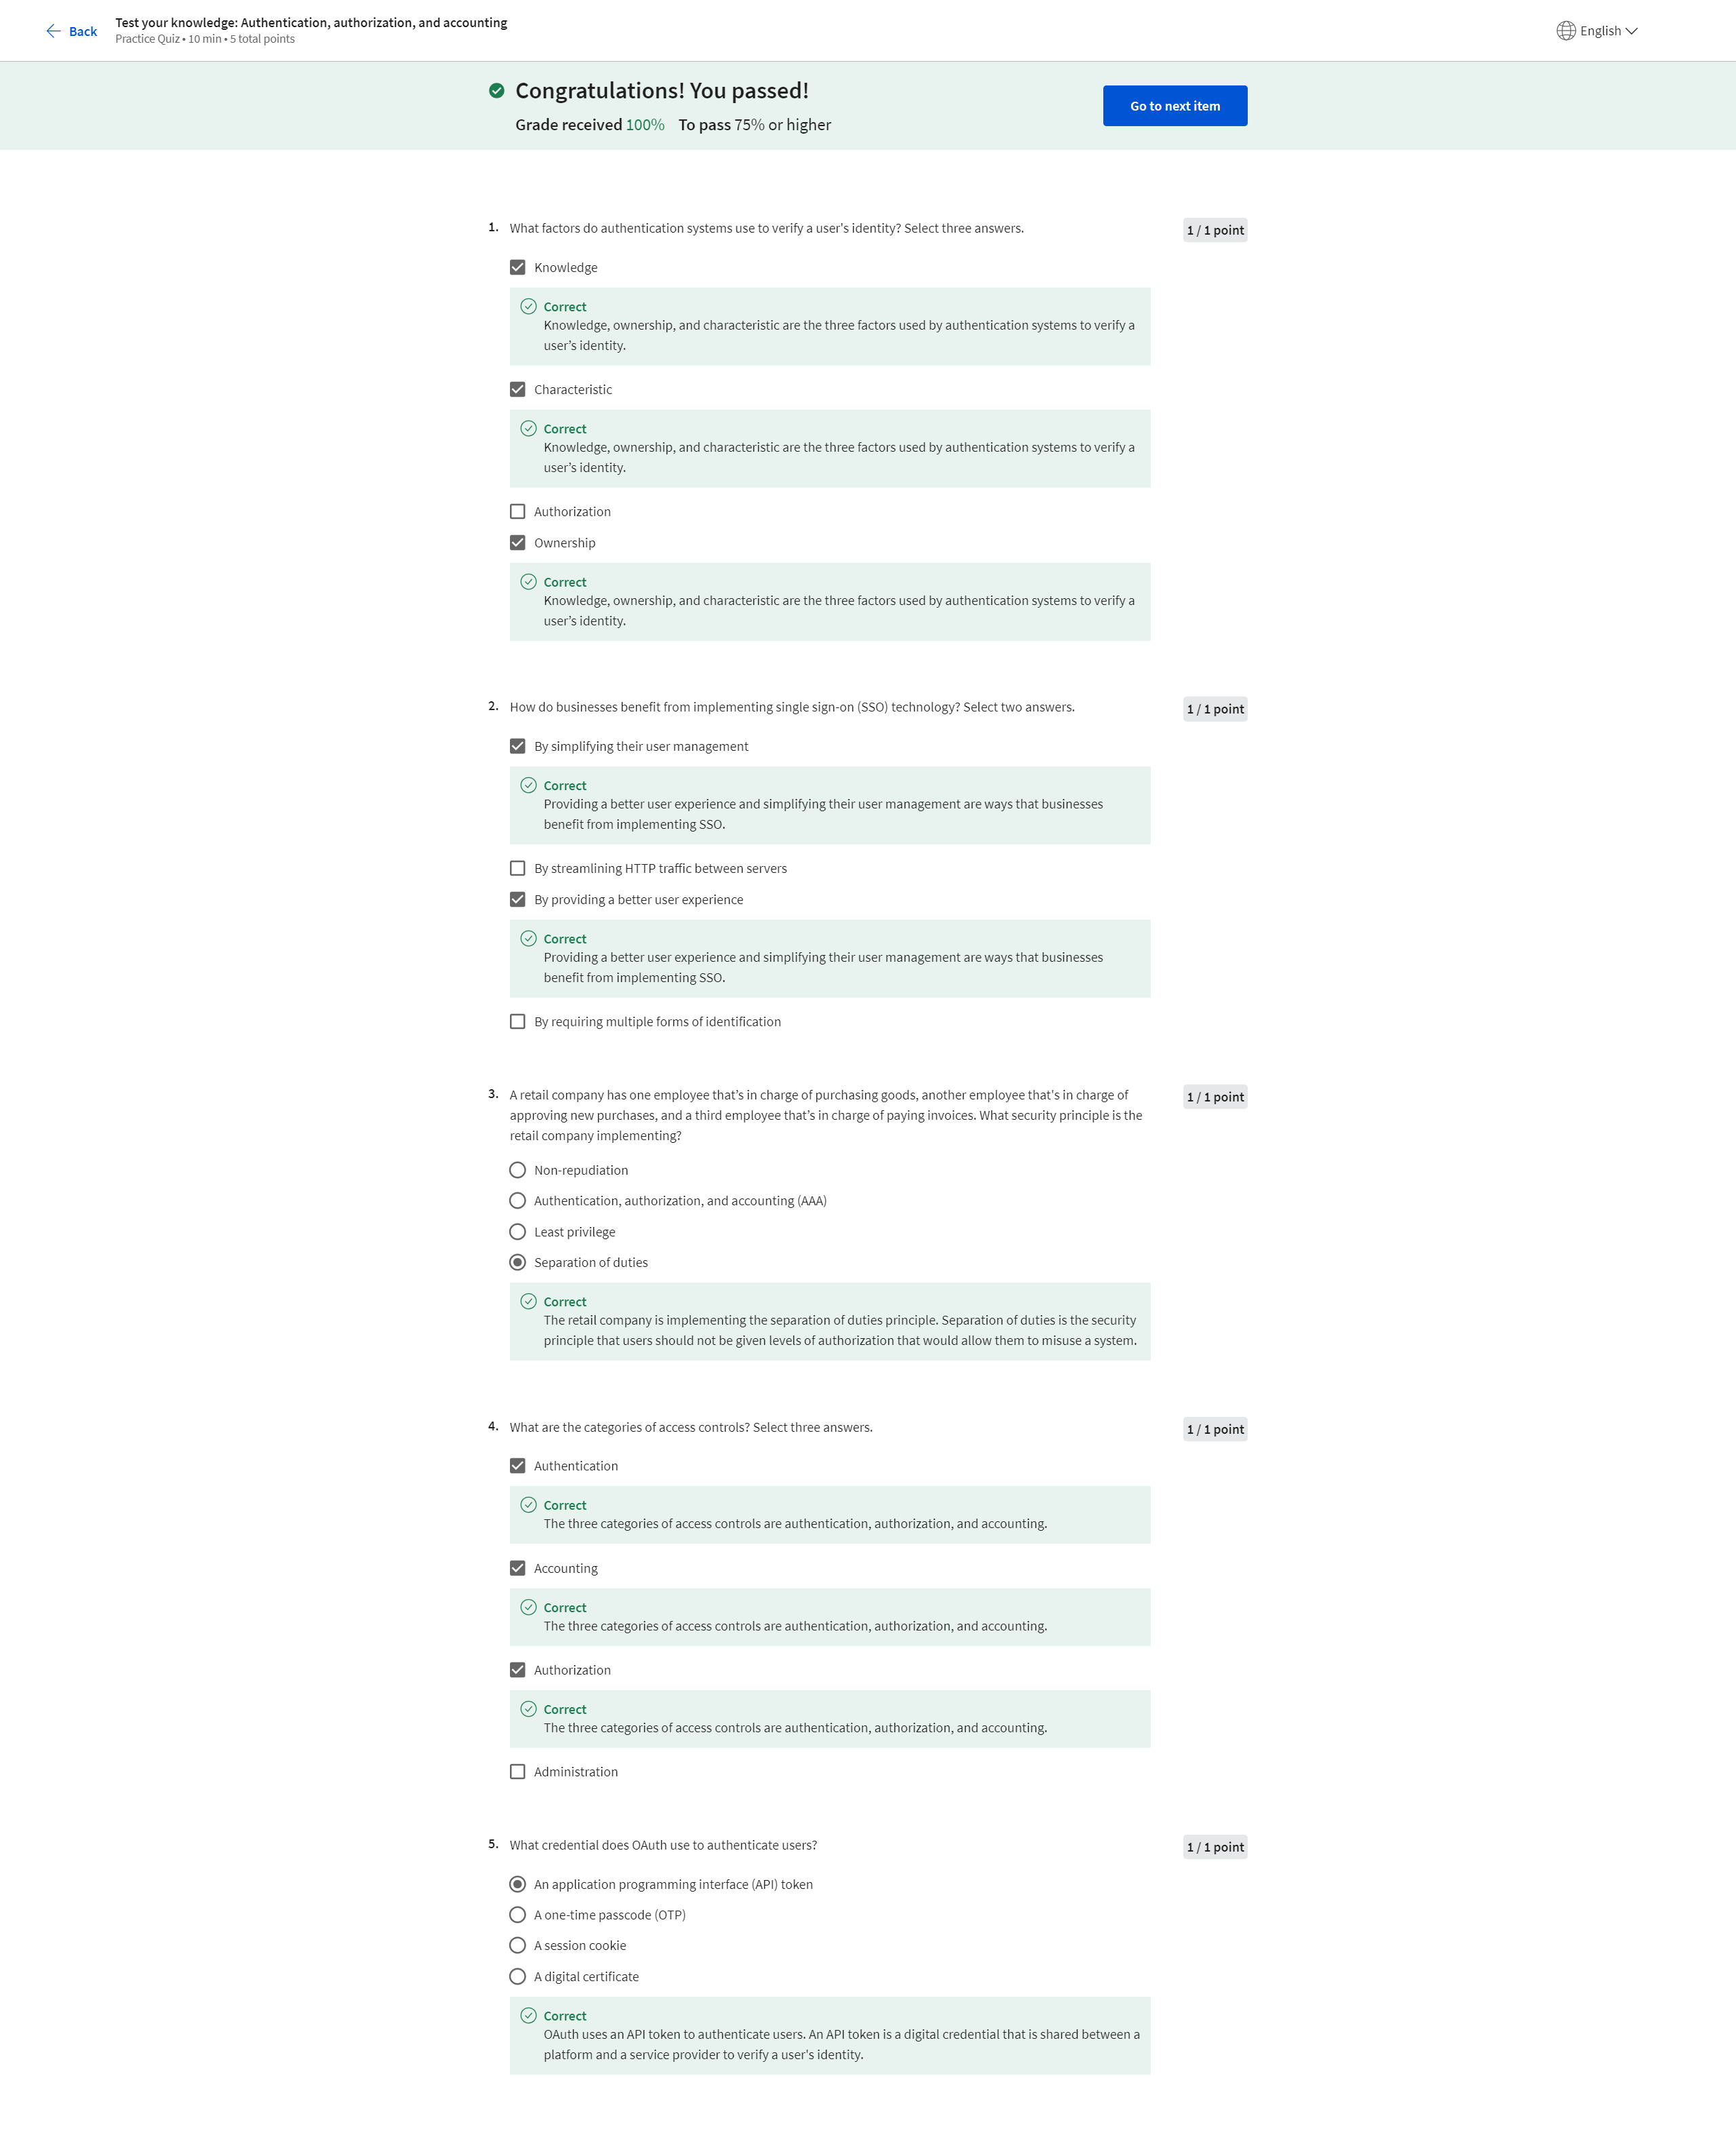 Back
Test your knowledge: Authentication, authorization, and accounting
Practice Quiz • 10 min • 5 total points
English
Congratulations! You passed!
Grade received 100% To pass 75% or higher
Go to next item
1. What factors do authentication systems use to verify a user's identity? Select three answers.
1 / 1 point
Knowledge
Correct
Knowledge, ownership, and characteristic are the three factors used by authentication systems to verify a
user’s identity.
Characteristic
Correct
Knowledge, ownership, and characteristic are the three factors used by authentication systems to verify a
user’s identity.
Authorization
Ownership
Correct
Knowledge, ownership, and characteristic are the three factors used by authentication systems to verify a
user’s identity.
2. How do businesses benefit from implementing single sign-on (SSO) technology? Select two answers.
1 / 1 point
By simplifying their user management
Correct
Providing a better user experience and simplifying their user management are ways that businesses
benefit from implementing SSO.
By streamlining HTTP traffic between servers
By providing a better user experience
Correct
Providing a better user experience and simplifying their user management are ways that businesses
benefit from implementing SSO.
By requiring multiple forms of identification
3. A retail company has one employee that’s in charge of purchasing goods, another employee that's in charge of
approving new purchases, and a third employee that’s in charge of paying invoices. What security principle is the
retail company implementing?
1 / 1 point
Non-repudiation
Authentication, authorization, and accounting (AAA)
Least privilege
Separation of duties
Correct
The retail company is implementing the separation of duties principle. Separation of duties is the security
principle that users should not be given levels of authorization that would allow them to misuse a system.
4. What are the categories of access controls? Select three answers.
1 / 1 point
Authentication
Correct
The three categories of access controls are authentication, authorization, and accounting.
Accounting
Correct
The three categories of access controls are authentication, authorization, and accounting.
Authorization
Correct
The three categories of access controls are authentication, authorization, and accounting.
Administration
5. What credential does OAuth use to authenticate users?
1 / 1 point
An application programming interface (API) token
A one-time passcode (OTP)
A session cookie
A digital certificate
Correct
OAuth uses an API token to authenticate users. An API token is a digital credential that is shared between a
platform and a service provider to verify a user's identity.